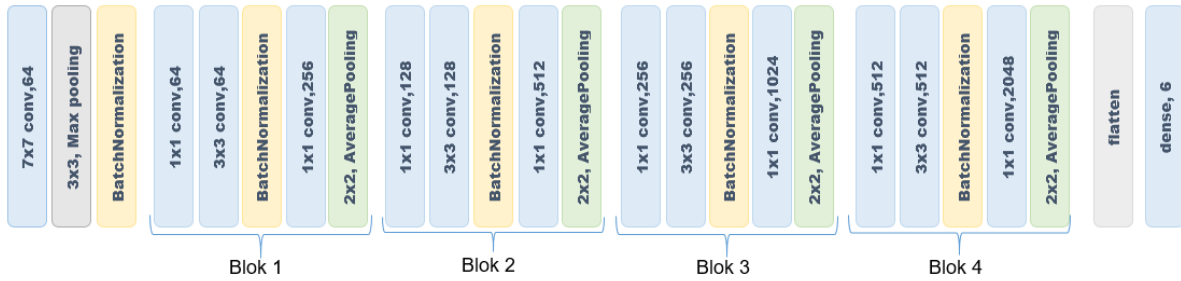 7x7 conv,64
3x3, Max pooling
BatchNormalization
1x1 conv,64
3x3 conv,64
BatchNormalization
1x1 conv,256
2x2, AveragePooling
Blok 1
1x1 conv,128
3x3 conv,128
BatchNormalization
1x1 conv,512
2x2, AveragePooling
Blok 2
1x1 conv,256
3x3 conv,256
BatchNormalization
1x1 conv,1024
2x2, AveragePooling
Blok 3
1x1 conv,512
3x3 conv,512
BatchNormalization
1x1 conv,2048
2x2, AveragePooling
Blok 4
flatten
dense, 6